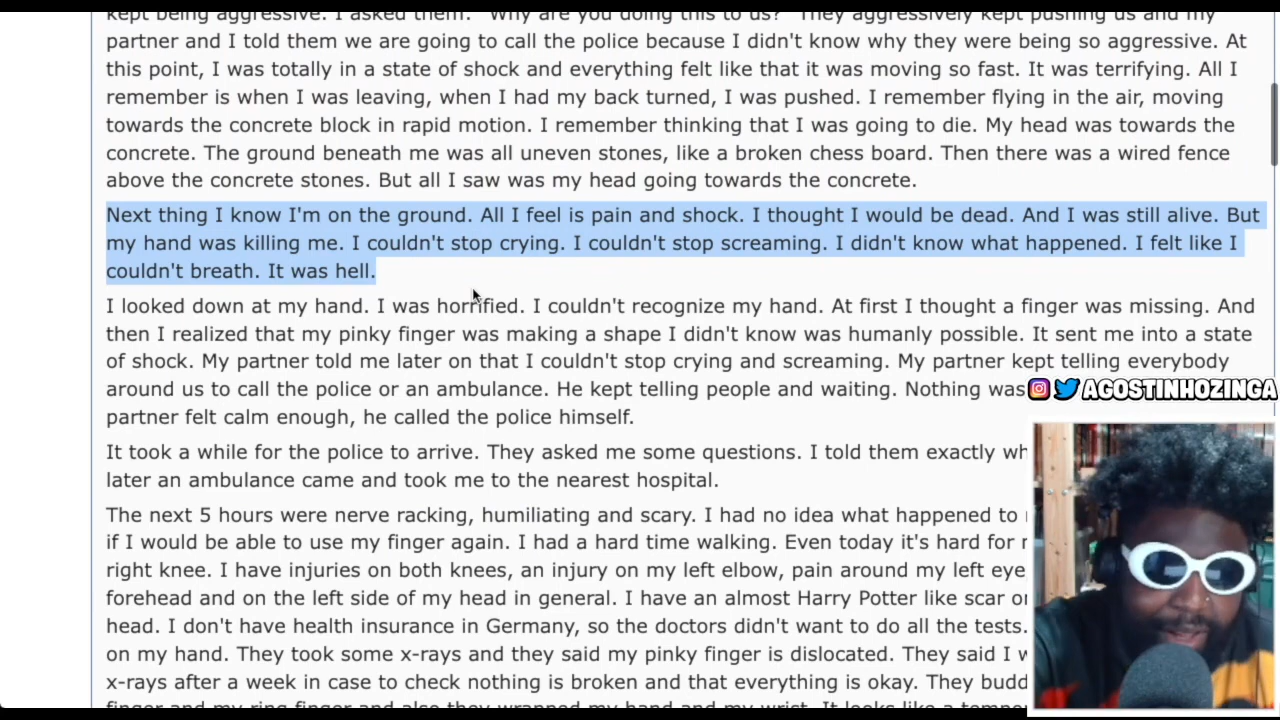 kept being aggressive. I asked them: "Why are you doing this to us?" They aggressively kept pushing us and my
partner and I told them we are going to call the police because I didn't know why they were being so aggressive. At
this point, I was totally in a state of shock and everything felt like that it was moving so fast. It was terrifying. All I
remember is when I was leaving, when I had my back turned, I was pushed. I remember flying in the air, moving
towards the concrete block in rapid motion. I remember thinking that I was going to die. My head was towards the
concrete. The ground beneath me was all uneven stones, like a broken chess board. Then there was a wired fence
above the concrete stones. But all I saw was my head going towards the concrete.
Next thing I know I'm on the ground. All I feel is pain and shock. I thought I would be dead. And I was still alive. But
my hand was killing me. I couldn't stop crying. I couldn't stop screaming. I didn't know what happened. I felt like I
couldn't breath. It was hell.
I looked down at my hand. I was horrified. I couldn't recognize my hand. At first I thought a finger was missing. And
then I realized that my pinky finger was making a shape I didn't know was humanly possible. It sent me into a state
of shock. My partner told me later on that I couldn't stop crying and screaming. My partner kept telling everybody
around us to call the police or an ambulance. He kept telling people and waiting. Nothing was
AGOSTINHOZINGA
partner felt calm enough, he called the police himself.
It took a while for the police to arrive. They asked me some questions. I told them exactly
later an ambulance came and took me to the nearest hospital.
The next 5 hours were nerve racking, humiliating and scary. I had no idea what happened to
if I would be able to use my finger again. I had a hard time walking. Even today it's hard for
right knee. I have injuries on both knees, an injury on my left elbow, pain around my left eye
forehead and on the left side of my head in general. I have an almost Harry Potter like scar
head. I don't have health insurance in Germany, so the doctors didn't want to do all the tests.
on my hand. They took some x-rays and they said my pinky finger is dislocated. They said I
x-rays after a week in case to check nothing is broken and that everything is okay. They
finger and my ring finger and also they wrapped my hand and my wrist. It looks like a